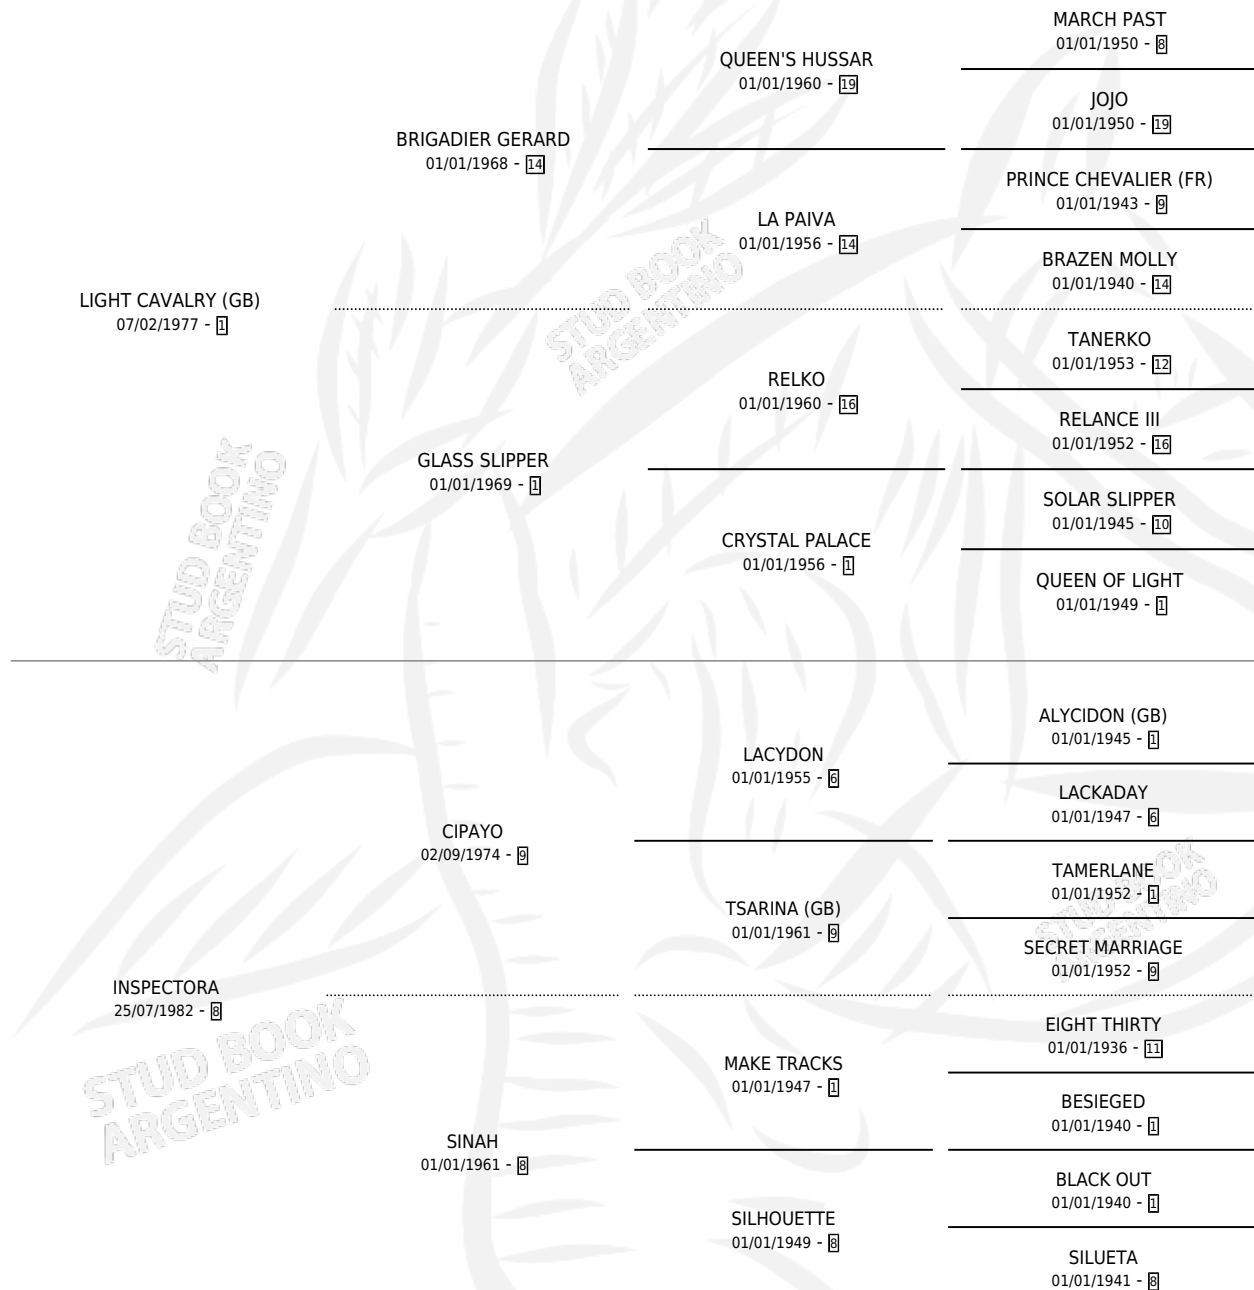 MARCH PAST
01/01/1950 - 8
QUEEN'S HUSSAR
01/01/1960 - 19
JOJO
01/01/1950 - 19
BRIGADIER GERARD
01/01/1968 - 14
PRINCE CHEVALIER (FR)
01/01/1943 - 9
LA PAIVA
01/01/1956 - 14
BRAZEN MOLLY
01/01/1940 - 14
LIGHT CAVALRY (GB)
07/02/1977 - 1
STUD BOOK
ARGENTINO
TANERKO
01/01/1953 - 12
RELKO
01/01/1960 - 16
RELANCE III
01/01/1952 - 16
GLASS SLIPPER
01/01/1969 - 1
SOLAR SLIPPER
01/01/1945 - 10
CRYSTAL PALACE
01/01/1956 - 1
QUEEN OF LIGHT
01/01/1949 - 1
STUD BOOK
ARGENTINO
ALYCIDON (GB)
01/01/1945 - 1
LACYDON
01/01/1955 - 6
LACKADAY
01/01/1947 - 6
CIPAYO
02/09/1974 - 9
TAMERLANE
01/01/1952 - 1
TSARINA (GB)
01/01/1961 - 9
SECRET MARRIAGE
01/01/1952 - 9
STUD BOOK
ARGENTINO
INSPECTORA
25/07/1982 - 8
EIGHT THIRTY
01/01/1936 - 11
MAKE TRACKS
01/01/1947 - 1
BESIEGED
01/01/1940 - 1
STUD BOOK
ARGENTINO
SINAH
01/01/1961 - 8
BLACK OUT
01/01/1940 - 1
SILHOUETTE
01/01/1949 - 8
SILUETA
01/01/1941 - 8